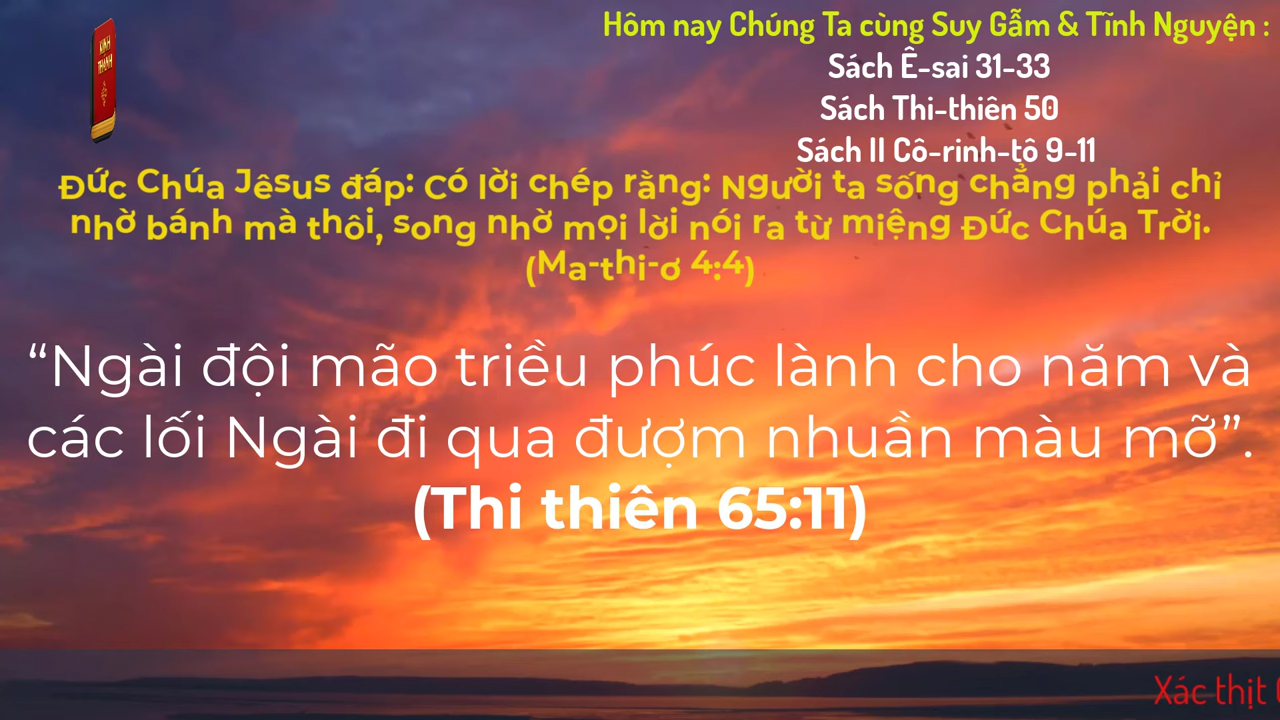 KINH
THÁNH
Hôm nay Chúng Ta cùng Suy Gẫm & Tĩnh Nguyện :
Sách Ê-sai 31-33
Sách Thi-thiên 50
Sách II Cô-rinh-tô 9-11
Đức Chúa Jêsus đáp: Có lời chép rằng: Người ta sống chẳng phải chỉ
nhờ bánh mà thôi, song nhờ mọi lời nói ra từ miệng Đức Chúa Trời.
(Ma-thi-ơ 4:4)
“Ngài đội mão triều phúc lành cho năm và
các lối Ngài đi qua đượm nhuần màu mỡ”.
(Thi thiên 65:11)
Xác thịt